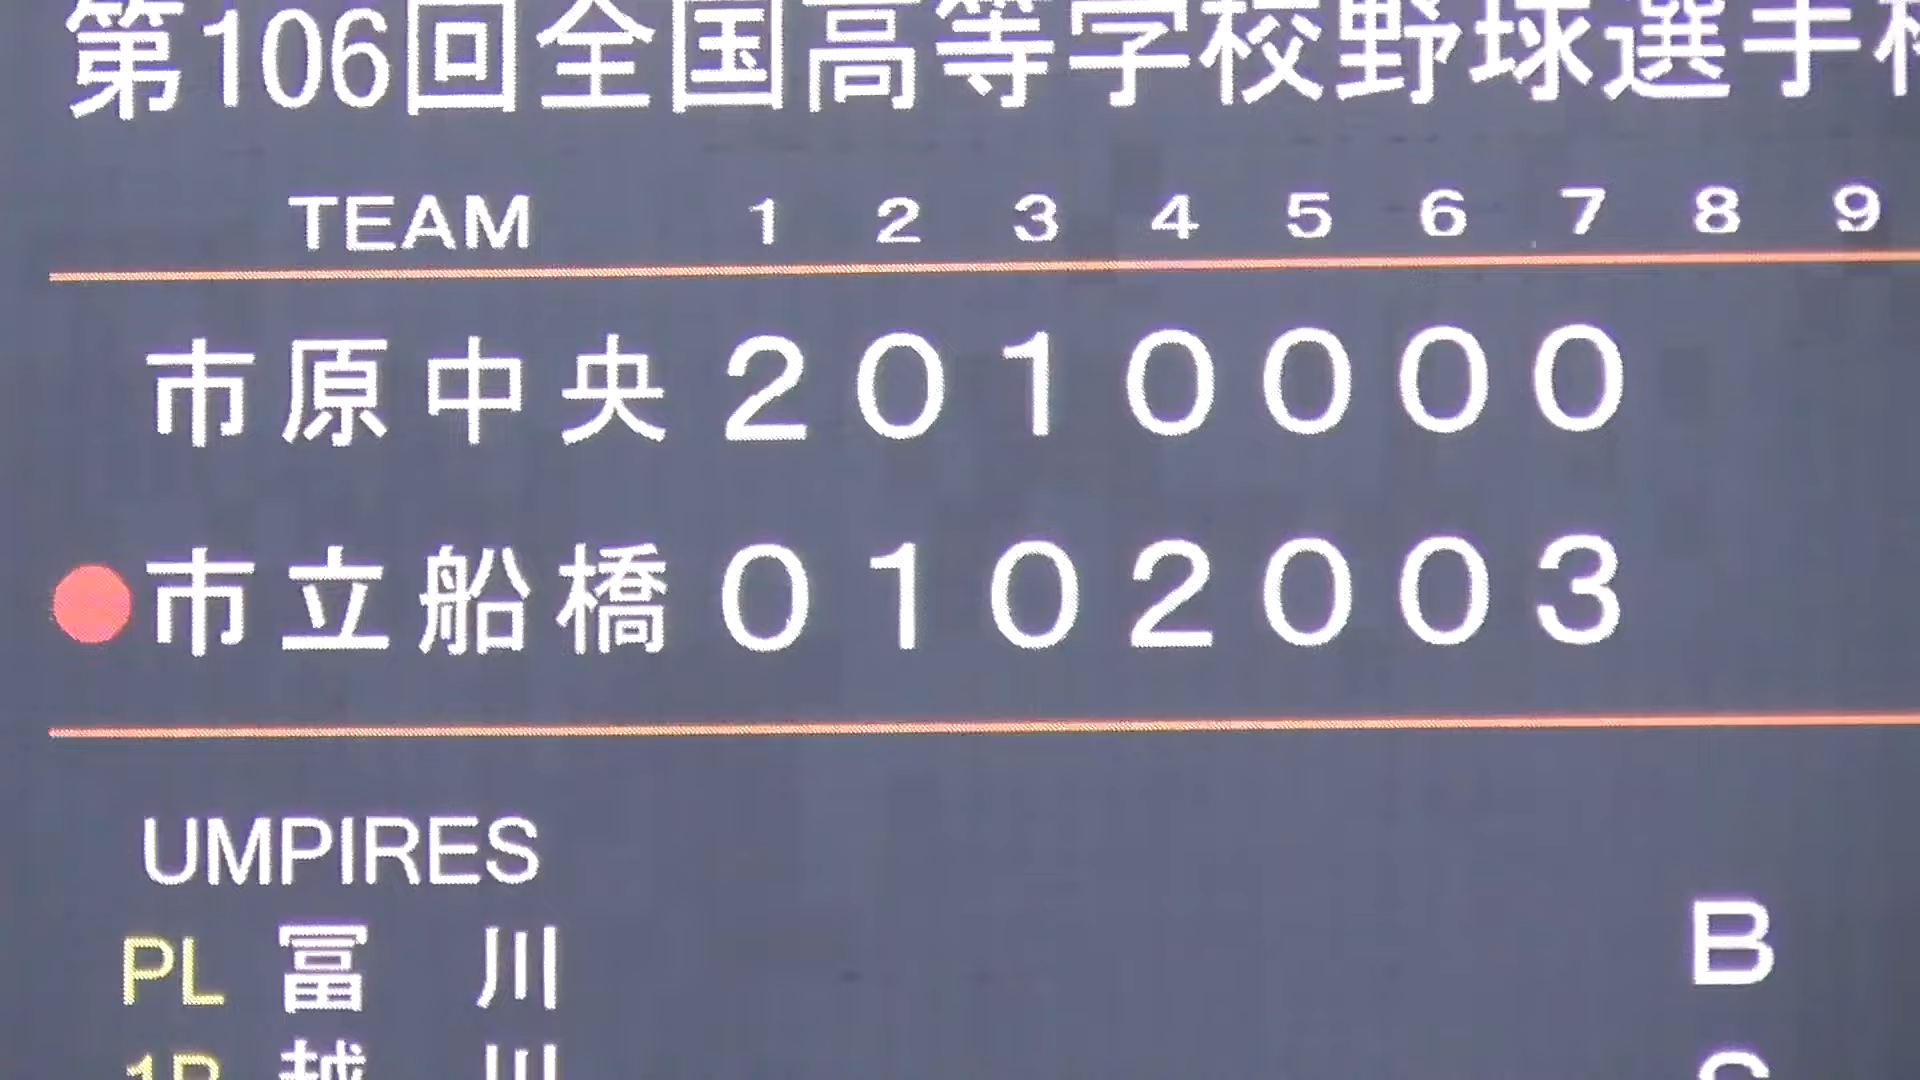 第106回全国高等学校野球選手
TEAM 1 2 3 4 5 6 7 8 9
市原中央 2 0 1 0 0 0 0
市立船橋 0 1 0 2 0 0 3
UMPIRES
PL 冨川 B
越川